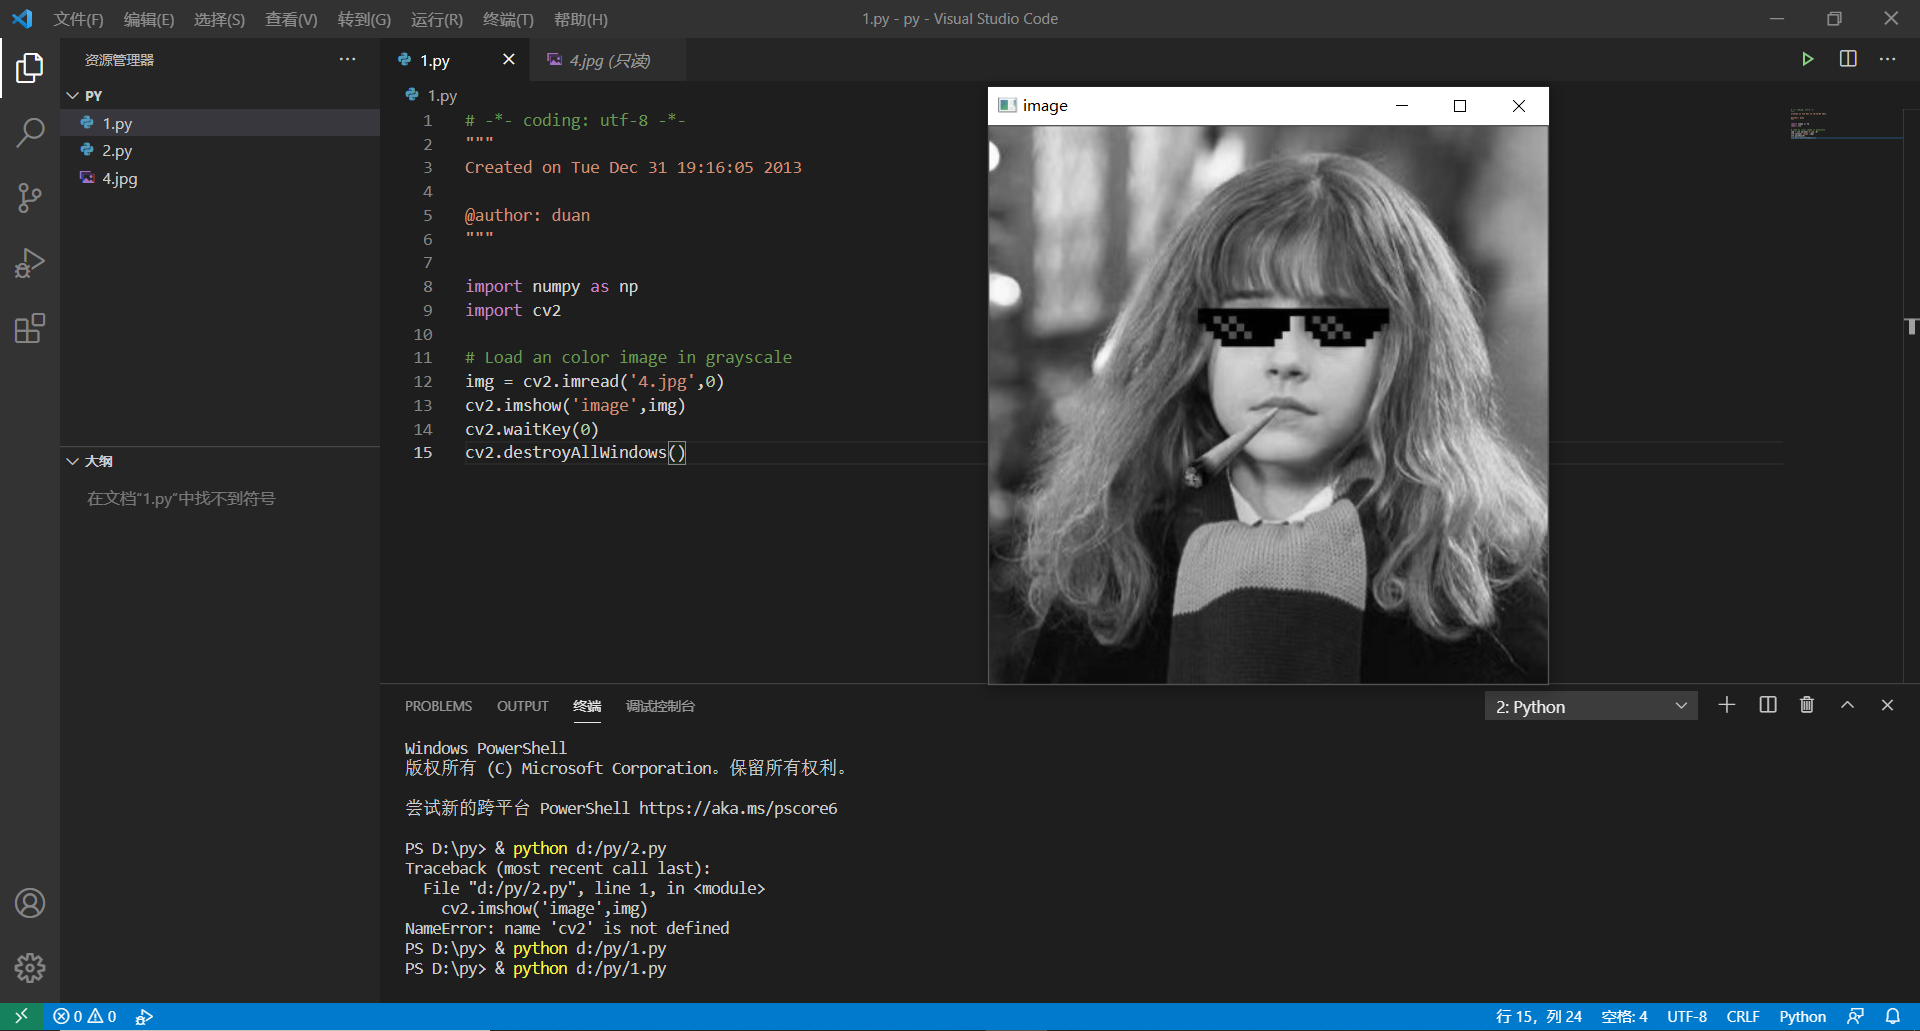 文件(F) 编辑(E) 选择(S) 查看(V) 转到(G) 运行(R) 终端(T) 帮助(H)
1.py - py - Visual Studio Code
资源管理器
PY
1.py
2.py
4.jpg
大纲
在文档"1.py"中找不到符号
1.py
4.jpg (只读)
1.py
1 # -*- coding: utf-8 -*-
2 """
3 Created on Tue Dec 31 19:16:05 2013
4
5 @author: duan
6 """
7
8 import numpy as np
9 import cv2
10
11 # Load an color image in grayscale
12 img = cv2.imread('4.jpg',0)
13 cv2.imshow('image',img)
14 cv2.waitKey(0)
15 cv2.destroyAllWindows()
image
PROBLEMS OUTPUT 终端 调试控制台
2: Python
Windows PowerShell
版权所有 (C) Microsoft Corporation。保留所有权利。
尝试新的跨平台 PowerShell https://aka.ms/pscore6
PS D:\py> & python d:/py/2.py
Traceback (most recent call last):
File "d:/py/2.py", line 1, in <module>
cv2.imshow('image',img)
NameError: name 'cv2' is not defined
PS D:\py> & python d:/py/1.py
PS D:\py> & python d:/py/1.py
0 0
行 15，列 24 空格: 4 UTF-8 CRLF Python